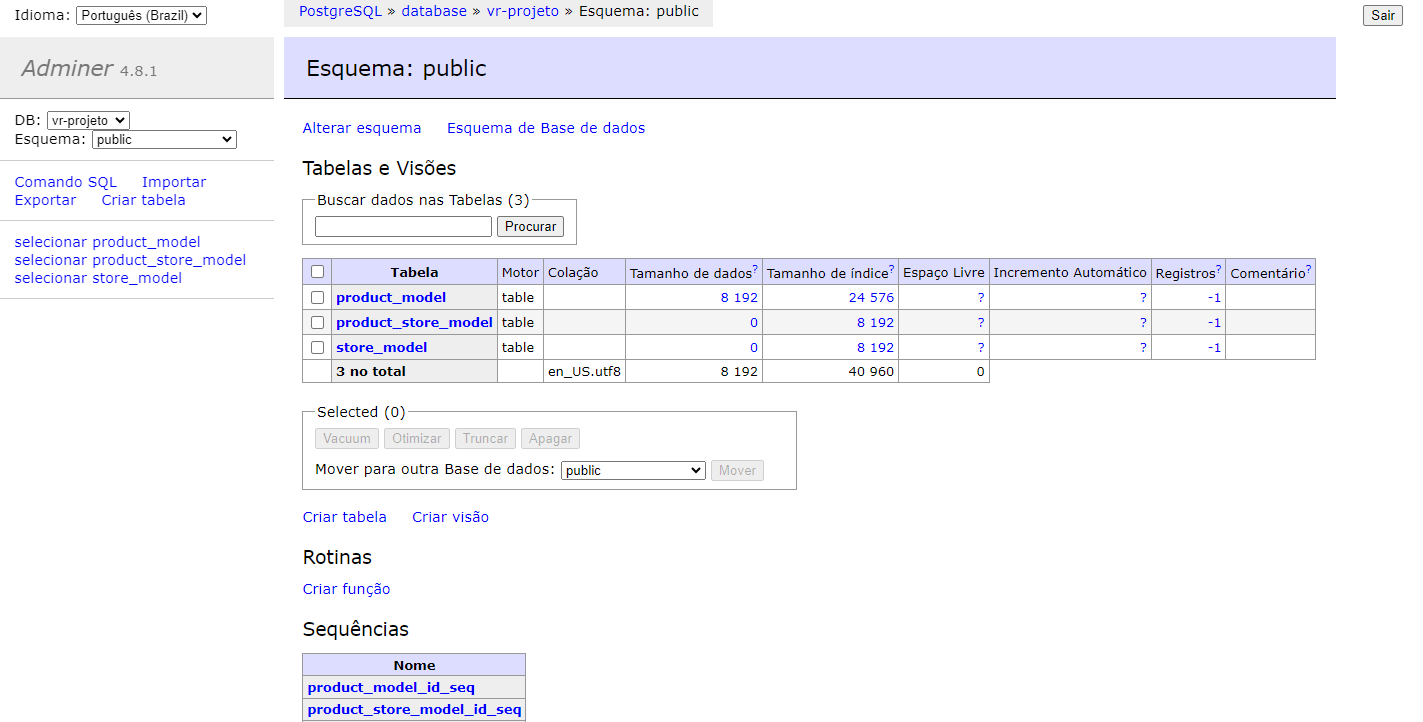 Idioma: Português (Brazil)
PostgreSQL » database » vr-projeto » Esquema: public
Sair
Adminer 4.8.1
Esquema: public
DB: vr-projeto
Esquema: public
Comando SQL Importar
Exportar Criar tabela
selecionar product_model
selecionar product_store_model
selecionar store_model
Alterar esquema Esquema de Base de dados
Tabelas e Visões
Buscar dados nas Tabelas (3)
Procurar
Tabela Motor Colação Tamanho de dados? Tamanho de índice? Espaço Livre Incremento Automático Registros? Comentário?
product_model table 8 192 24 576 ? ? -1
product_store_model table 0 8 192 ? ? -1
store_model table 0 8 192 ? ? -1
3 no total en_US.utf8 8 192 40 960 0
Selected (0)
Vacuum Otimizar Truncar Apagar
Mover para outra Base de dados: public Mover
Criar tabela Criar visão
Rotinas
Criar função
Sequências
Nome
product_model_id_seq
product_store_model_id_seq